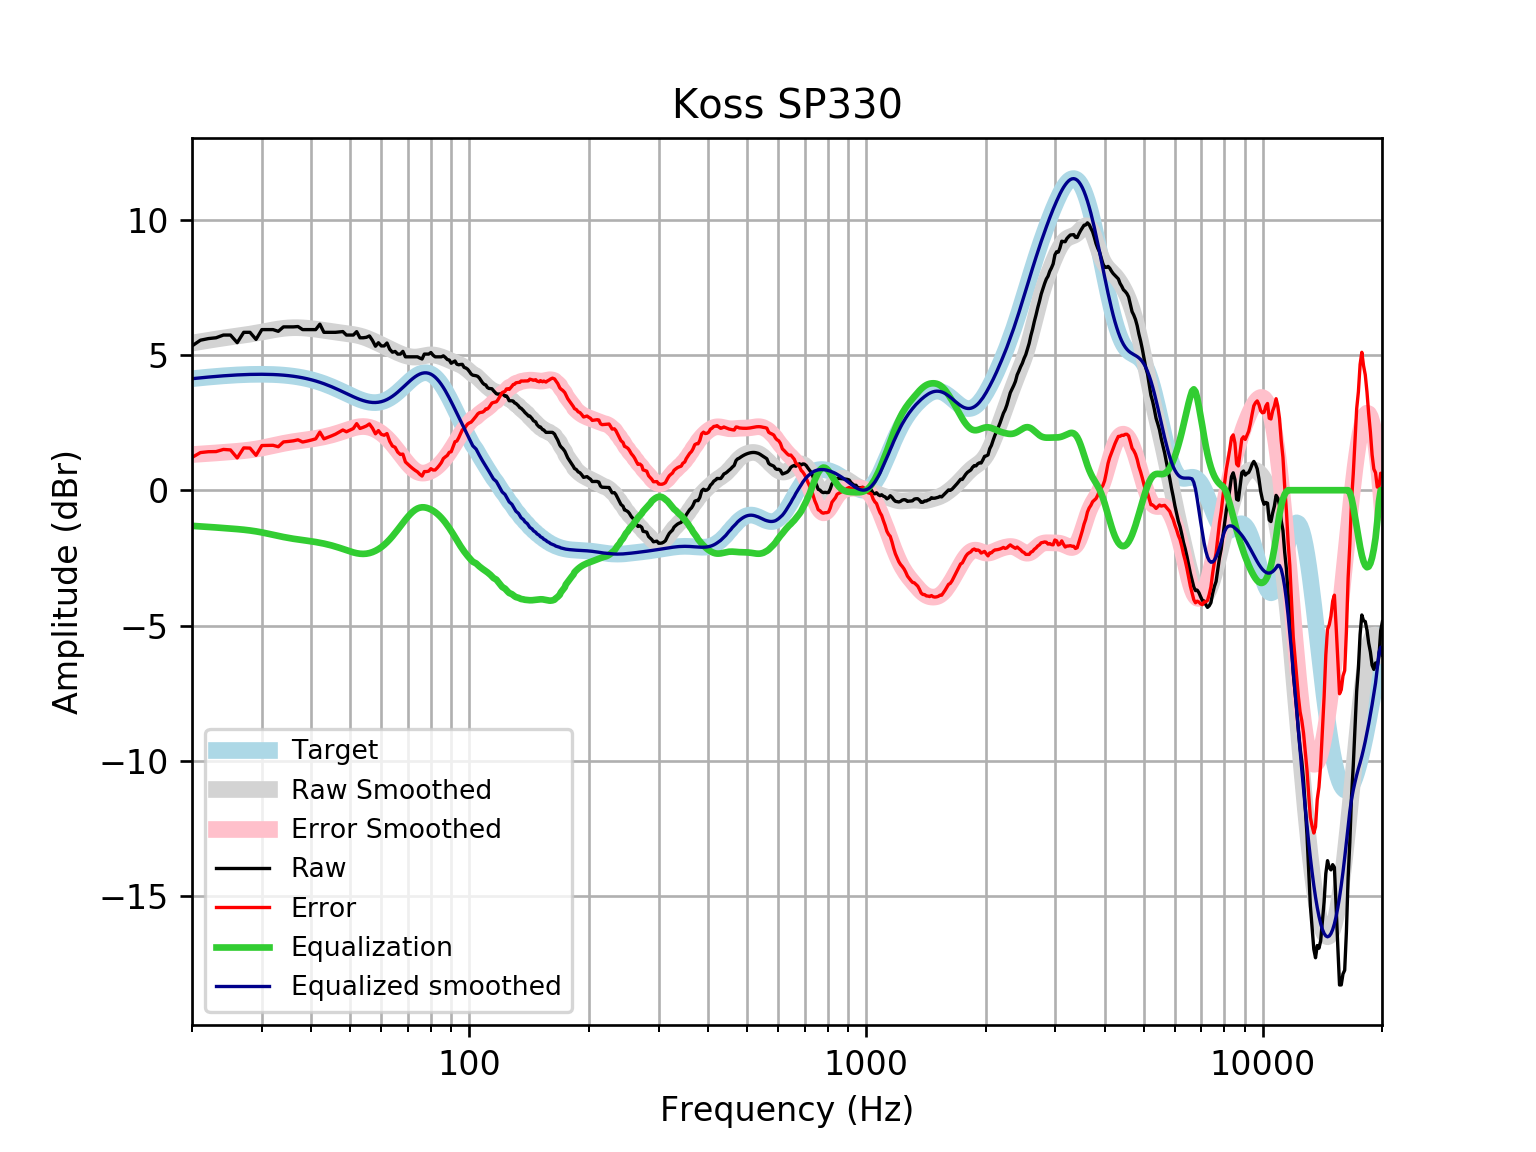 Koss SP330
10
5
0
−5
−10
−15
Amplitude (dBr)
Target
Raw Smoothed
Error Smoothed
Raw
Error
Equalization
Equalized smoothed
100
1000
10000
Frequency (Hz)